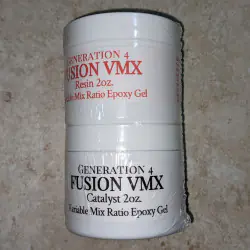 GENERATION 4
FUSION VMX
Resin 2oz.
Variable Mix Ratio Epoxy Gel
GENERATION 4
FUSION VMX
Catalyst 2oz.
Variable Mix Ratio Epoxy Gel